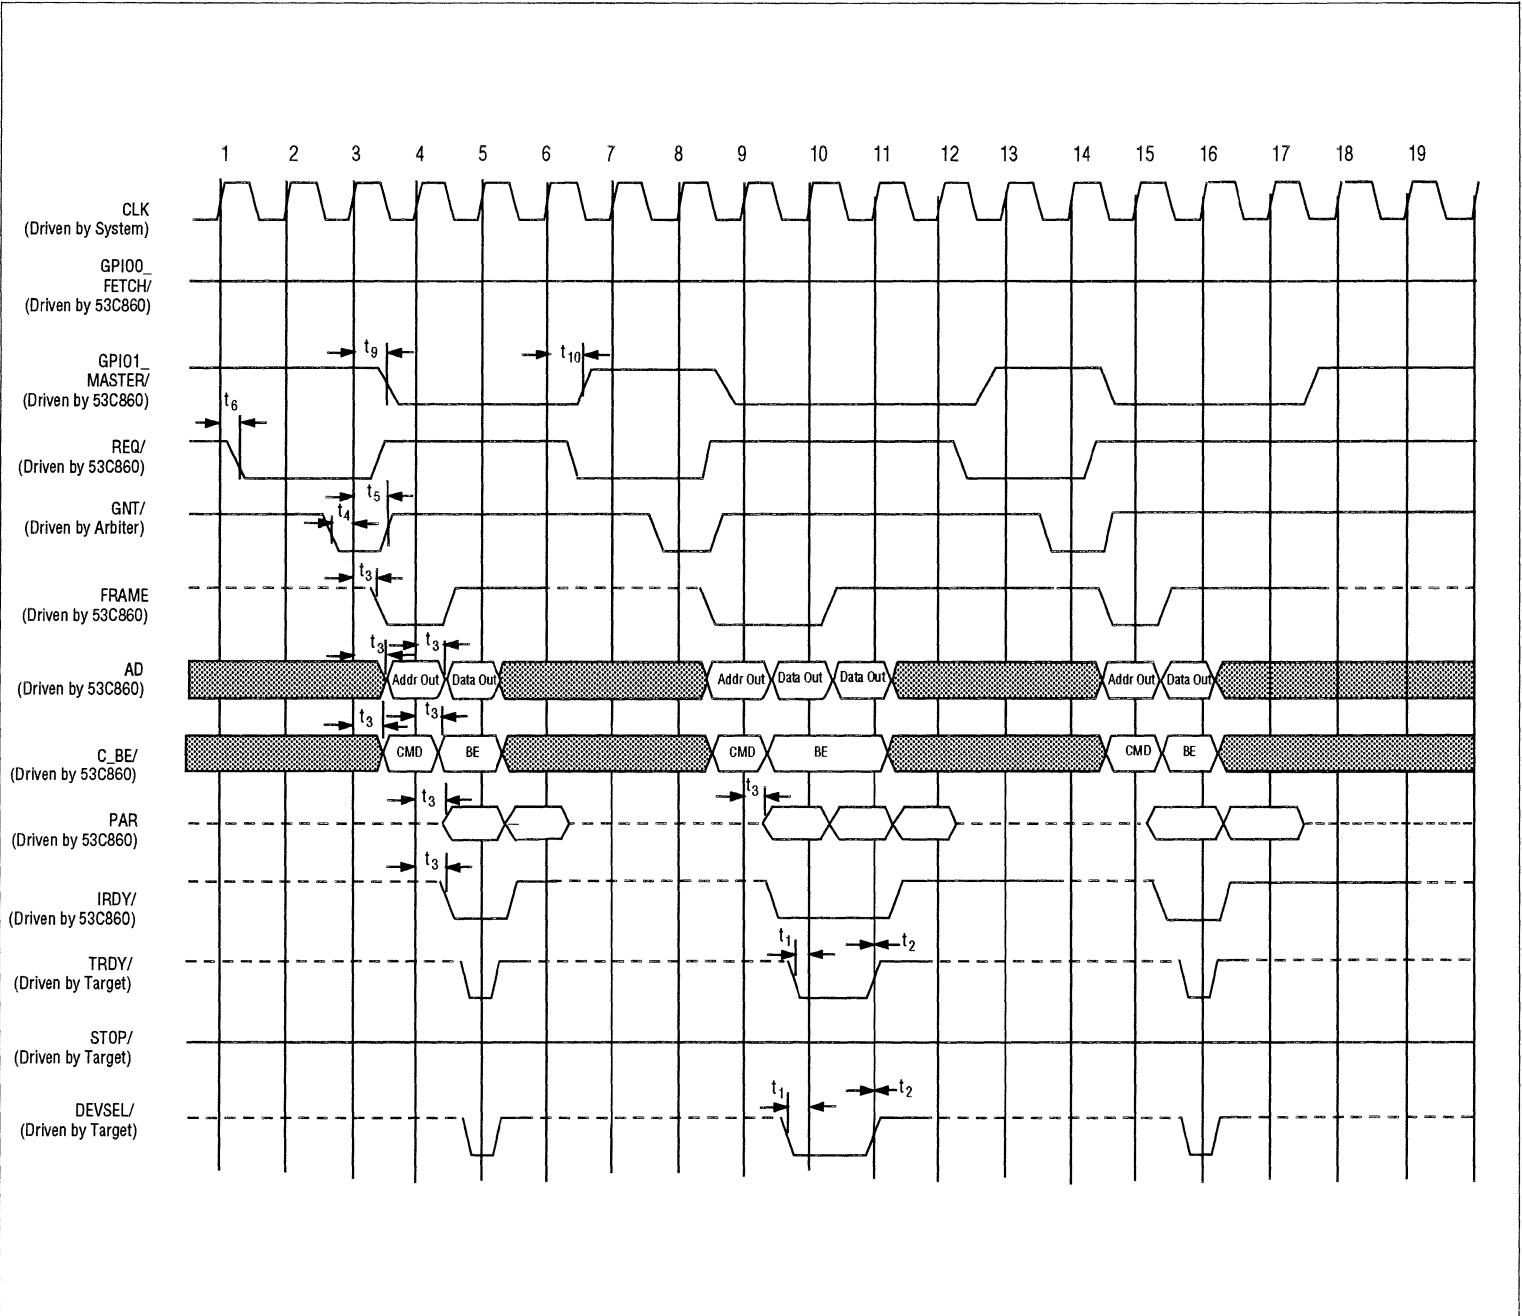 1 2 3 4 5 6 7 8 9 10 11 12 13 14 15 16 17 18 19
CLK
(Driven by System)
GPIO0_
FETCH/
(Driven by 53C860)
t9 t10
GPIO1_
MASTER/
(Driven by 53C860)
t6
REQ/
(Driven by 53C860)
t5
GNT/
(Driven by Arbiter)
t4
t3
FRAME
(Driven by 53C860)
t3 t3
AD
(Driven by 53C860)
Addr Out Data Out Addr Out Data Out Data Out Addr Out Data Out
t3 t3
C_BE/
(Driven by 53C860)
CMD BE CMD BE CMD BE
t3 t3
PAR
(Driven by 53C860)
t3
IRDY/
(Driven by 53C860)
t1 t2
TRDY/
(Driven by Target)
STOP/
(Driven by Target)
t1 t2
DEVSEL/
(Driven by Target)